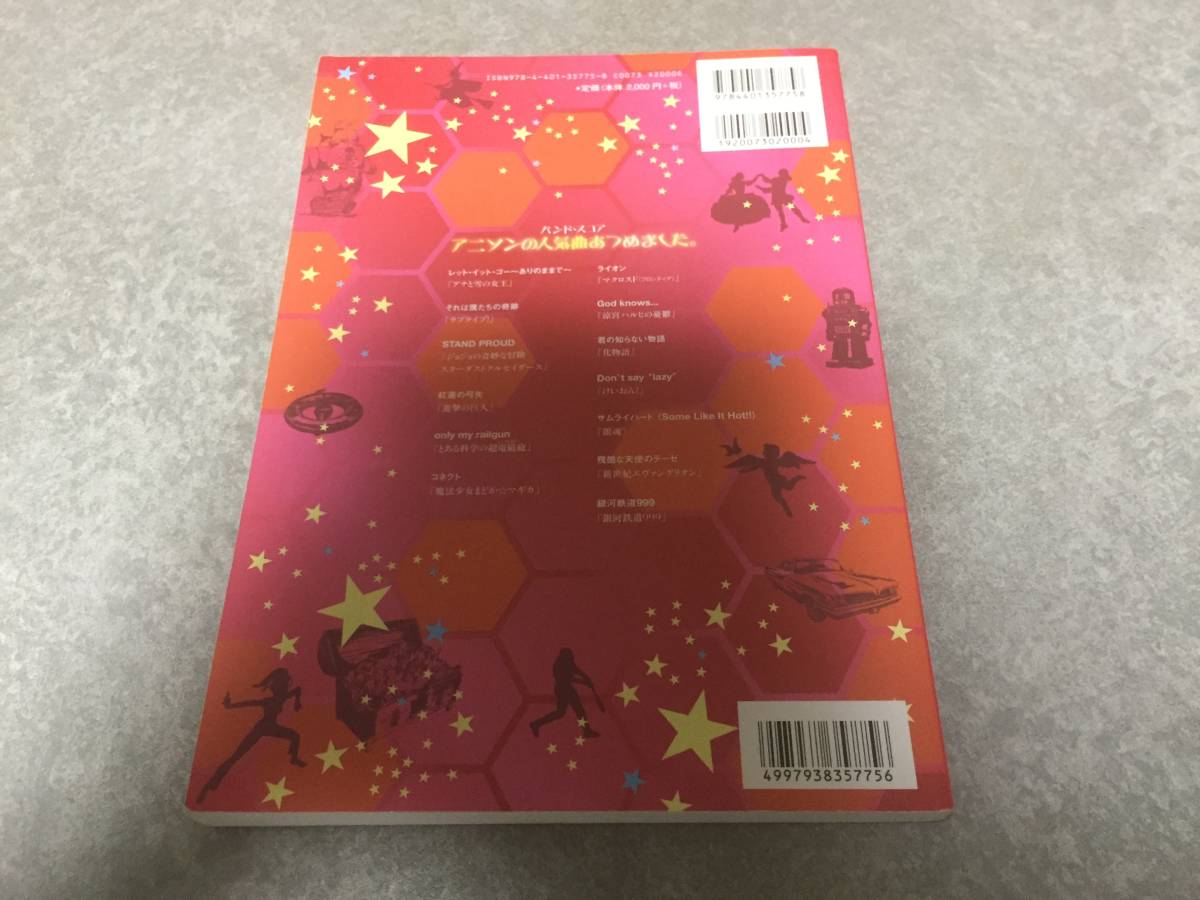 ISBN978-4-401-35775-8 C0073 ¥2000E
*定価(本体 2,000円+税)
9784401357758
1920073020004
バンド・スコア
アニソンの人気曲あつめました。
レット・イット・ゴー～ありのままで～
『アナと雪の女王』
それは僕たちの奇跡
『ラブライブ!』
STAND PROUD
『ジョジョの奇妙な冒険
スターダストクルセイダース』
紅蓮の弓矢
『進撃の巨人』
only my railgun
『とある科学の超電磁砲』
コネクト
『魔法少女まどか☆マギカ』
ライオン
『マクロスF(フロンティア)』
God knows...
『涼宮ハルヒの憂鬱』
君の知らない物語
『化物語』
Don't say "lazy"
『けいおん!』
サムライハート (Some Like It Hot!!)
『銀魂』
残酷な天使のテーゼ
『新世紀エヴァンゲリオン』
銀河鉄道999
『銀河鉄道999』
4997938357756